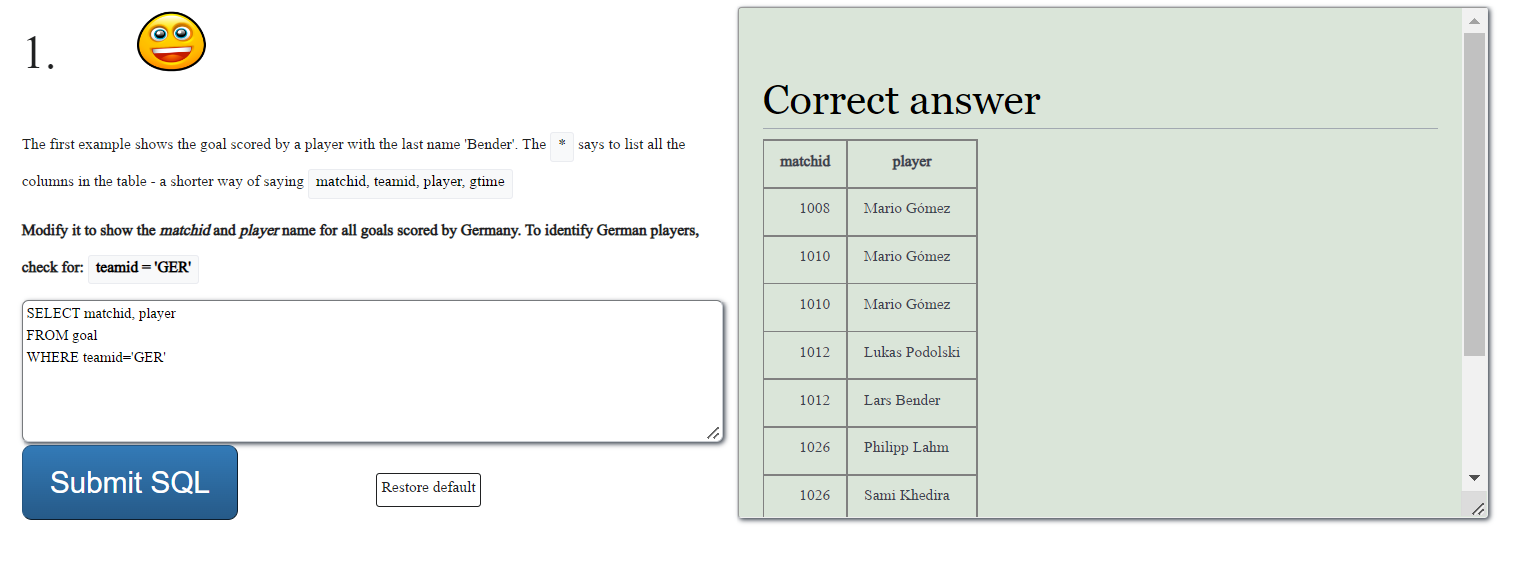 1.
The first example shows the goal scored by a player with the last name 'Bender'. The * says to list all the
columns in the table - a shorter way of saying matchid, teamid, player, gtime
Modify it to show the matchid and player name for all goals scored by Germany. To identify German players,
check for: teamid = 'GER'
SELECT matchid, player
FROM goal
WHERE teamid='GER'
Submit SQL
Restore default
Correct answer
matchid player
1008 Mario Gómez
1010 Mario Gómez
1010 Mario Gómez
1012 Lukas Podolski
1012 Lars Bender
1026 Philipp Lahm
1026 Sami Khedira